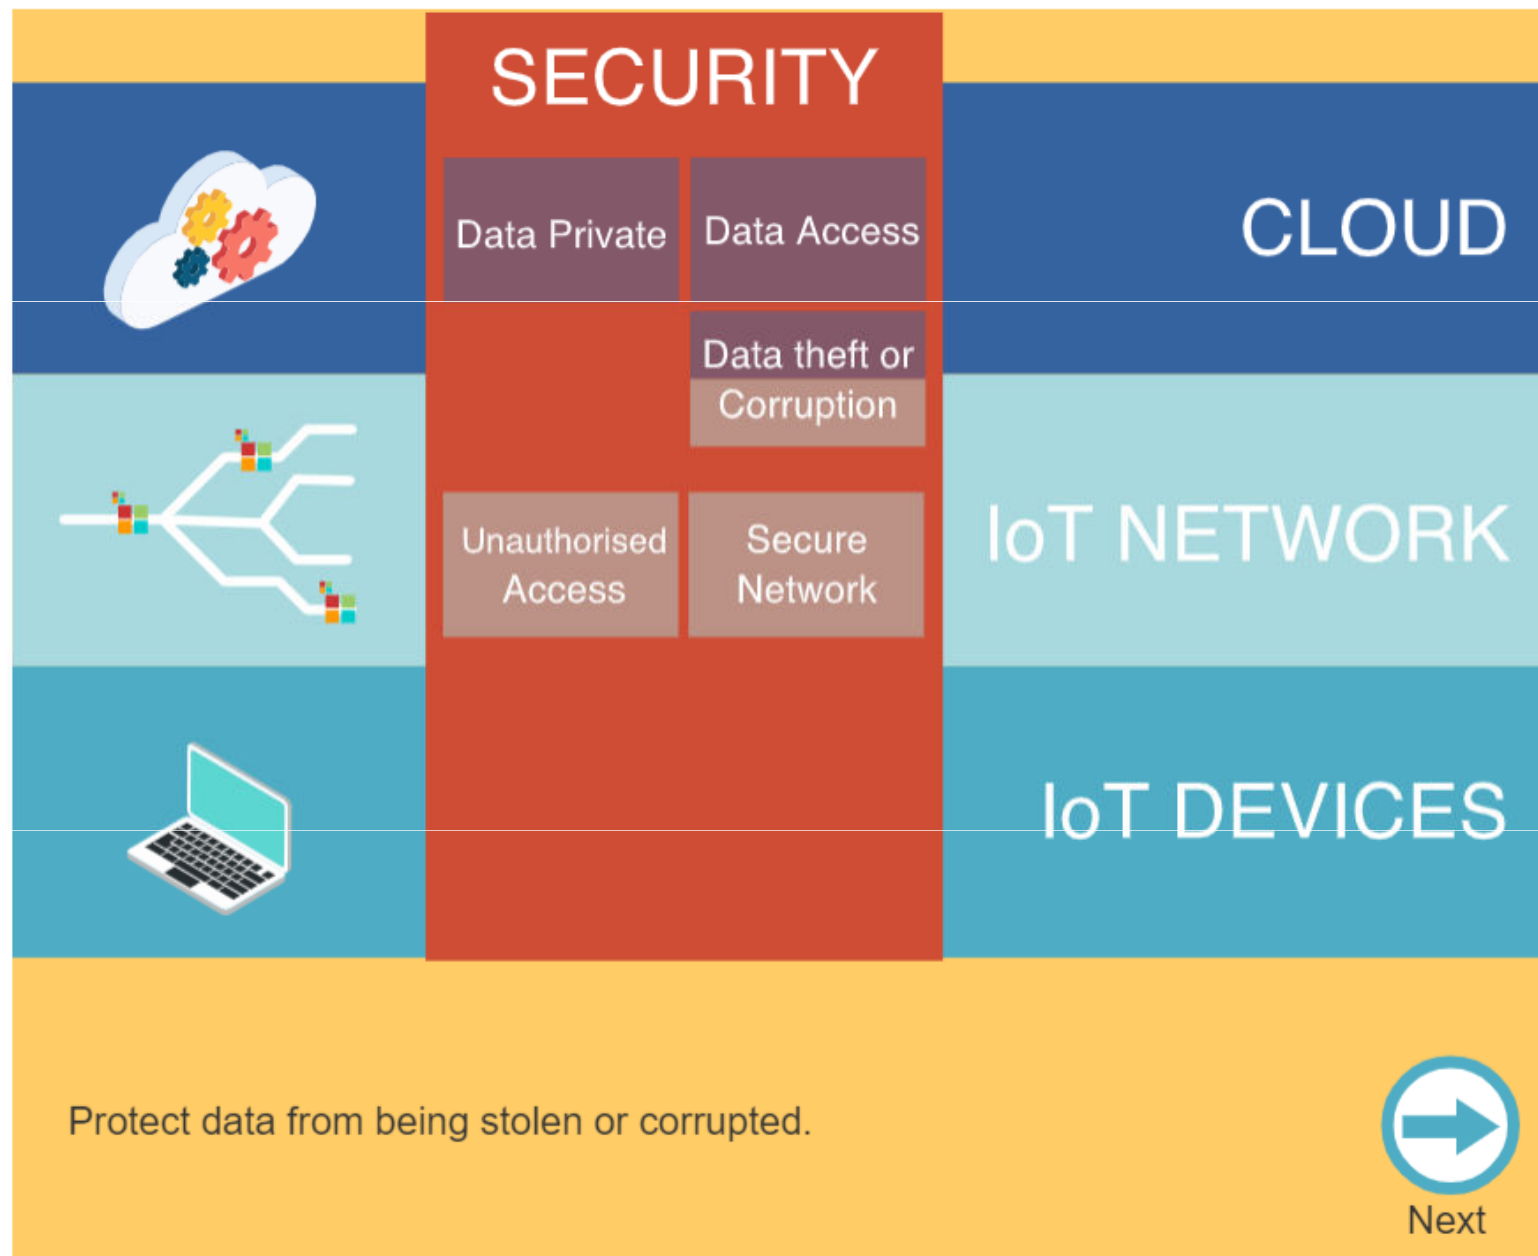 SECURITY
Data Private
Data Access
CLOUD
Data theft or
Corruption
Unauthorised
Access
Secure
Network
IoT NETWORK
IoT DEVICES
Protect data from being stolen or corrupted.
Next